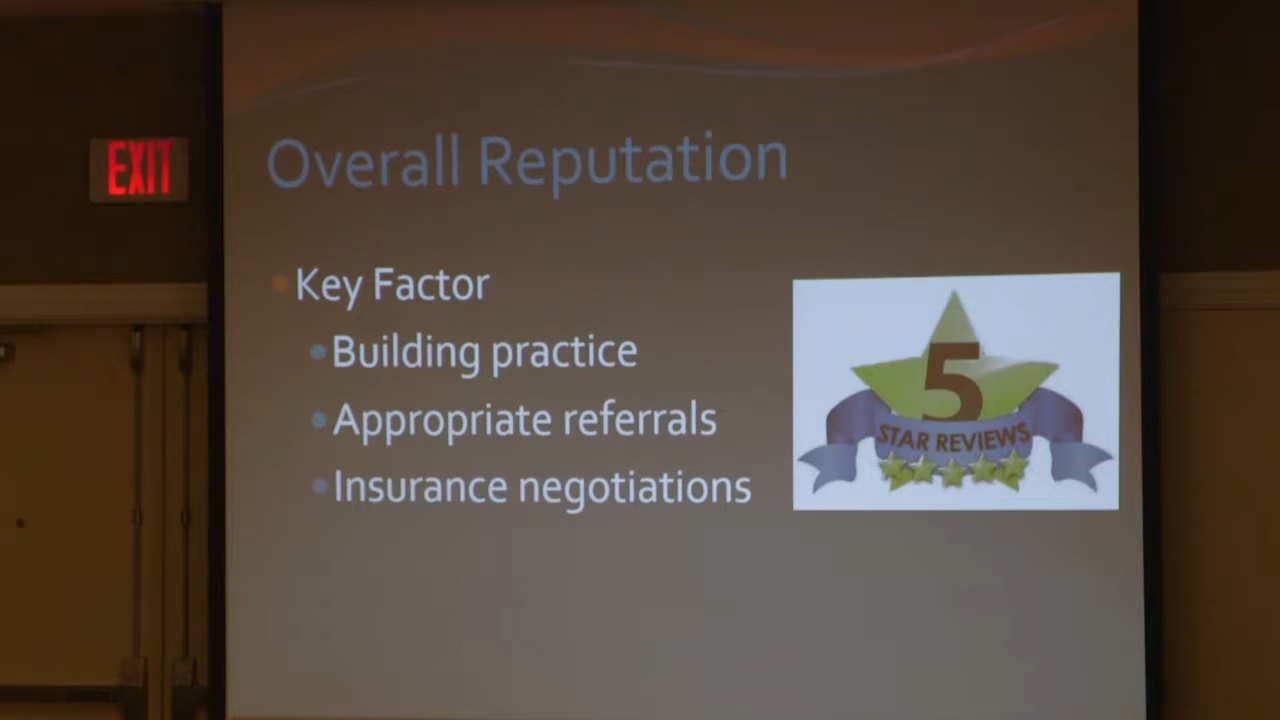 EXIT
Overall Reputation
Key Factor
Building practice
Appropriate referrals
Insurance negotiations
5
STAR REVIEWS